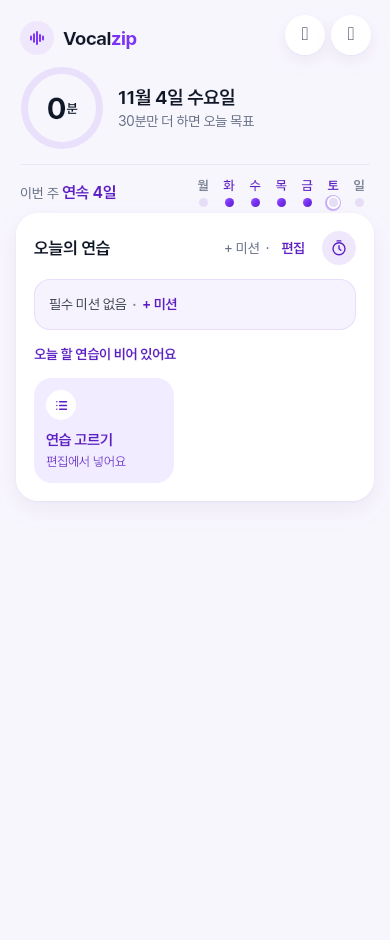 Vocalzip
0분
11월 4일 수요일
30분만 더 하면 오늘 목표
이번 주 연속 4일
월 화 수 목 금 토 일
오늘의 연습
+ 미션 · 편집
필수 미션 없음 · + 미션
오늘 할 연습이 비어 있어요
연습 고르기
편집에서 넣어요